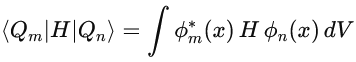 ⟨Q_m|H|Q_n⟩ = ∫ ϕ_m^*(x) H ϕ_n(x) dV